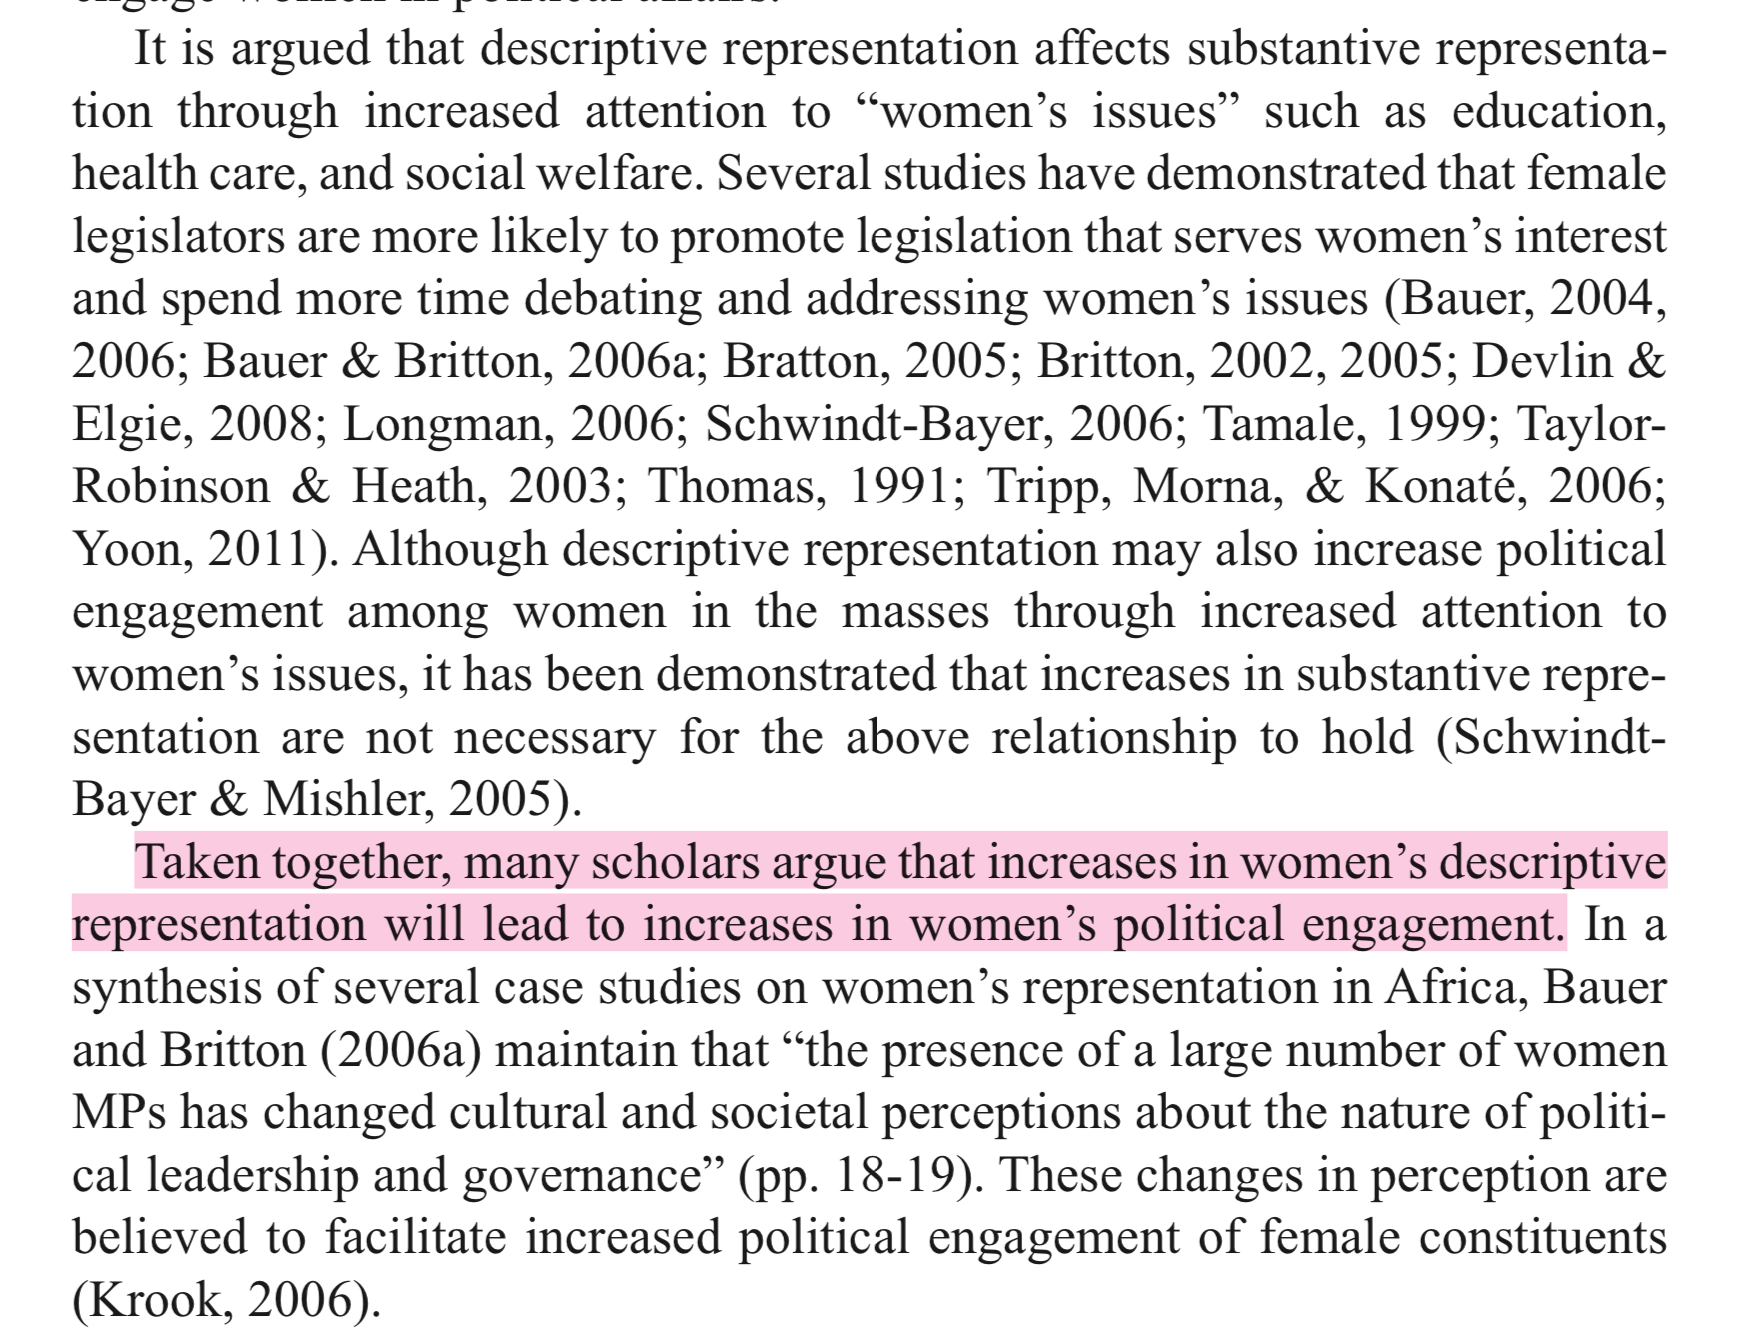 engage women in political affairs.
It is argued that descriptive representation affects substantive representa-
tion through increased attention to “women’s issues” such as education,
health care, and social welfare. Several studies have demonstrated that female
legislators are more likely to promote legislation that serves women’s interest
and spend more time debating and addressing women’s issues (Bauer, 2004,
2006; Bauer & Britton, 2006a; Bratton, 2005; Britton, 2002, 2005; Devlin &
Elgie, 2008; Longman, 2006; Schwindt-Bayer, 2006; Tamale, 1999; Taylor-
Robinson & Heath, 2003; Thomas, 1991; Tripp, Morna, & Konaté, 2006;
Yoon, 2011). Although descriptive representation may also increase political
engagement among women in the masses through increased attention to
women’s issues, it has been demonstrated that increases in substantive repre-
sentation are not necessary for the above relationship to hold (Schwindt-
Bayer & Mishler, 2005).
Taken together, many scholars argue that increases in women’s descriptive
representation will lead to increases in women’s political engagement. In a
synthesis of several case studies on women’s representation in Africa, Bauer
and Britton (2006a) maintain that “the presence of a large number of women
MPs has changed cultural and societal perceptions about the nature of politi-
cal leadership and governance” (pp. 18-19). These changes in perception are
believed to facilitate increased political engagement of female constituents
(Krook, 2006).